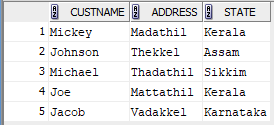 CUSTNAME ADDRESS STATE
1 Mickey Madathil Kerala
2 Johnson Thekkel Assam
3 Michael Thadathil Sikkim
4 Joe Mattathil Kerala
5 Jacob Vadakkel Karnataka